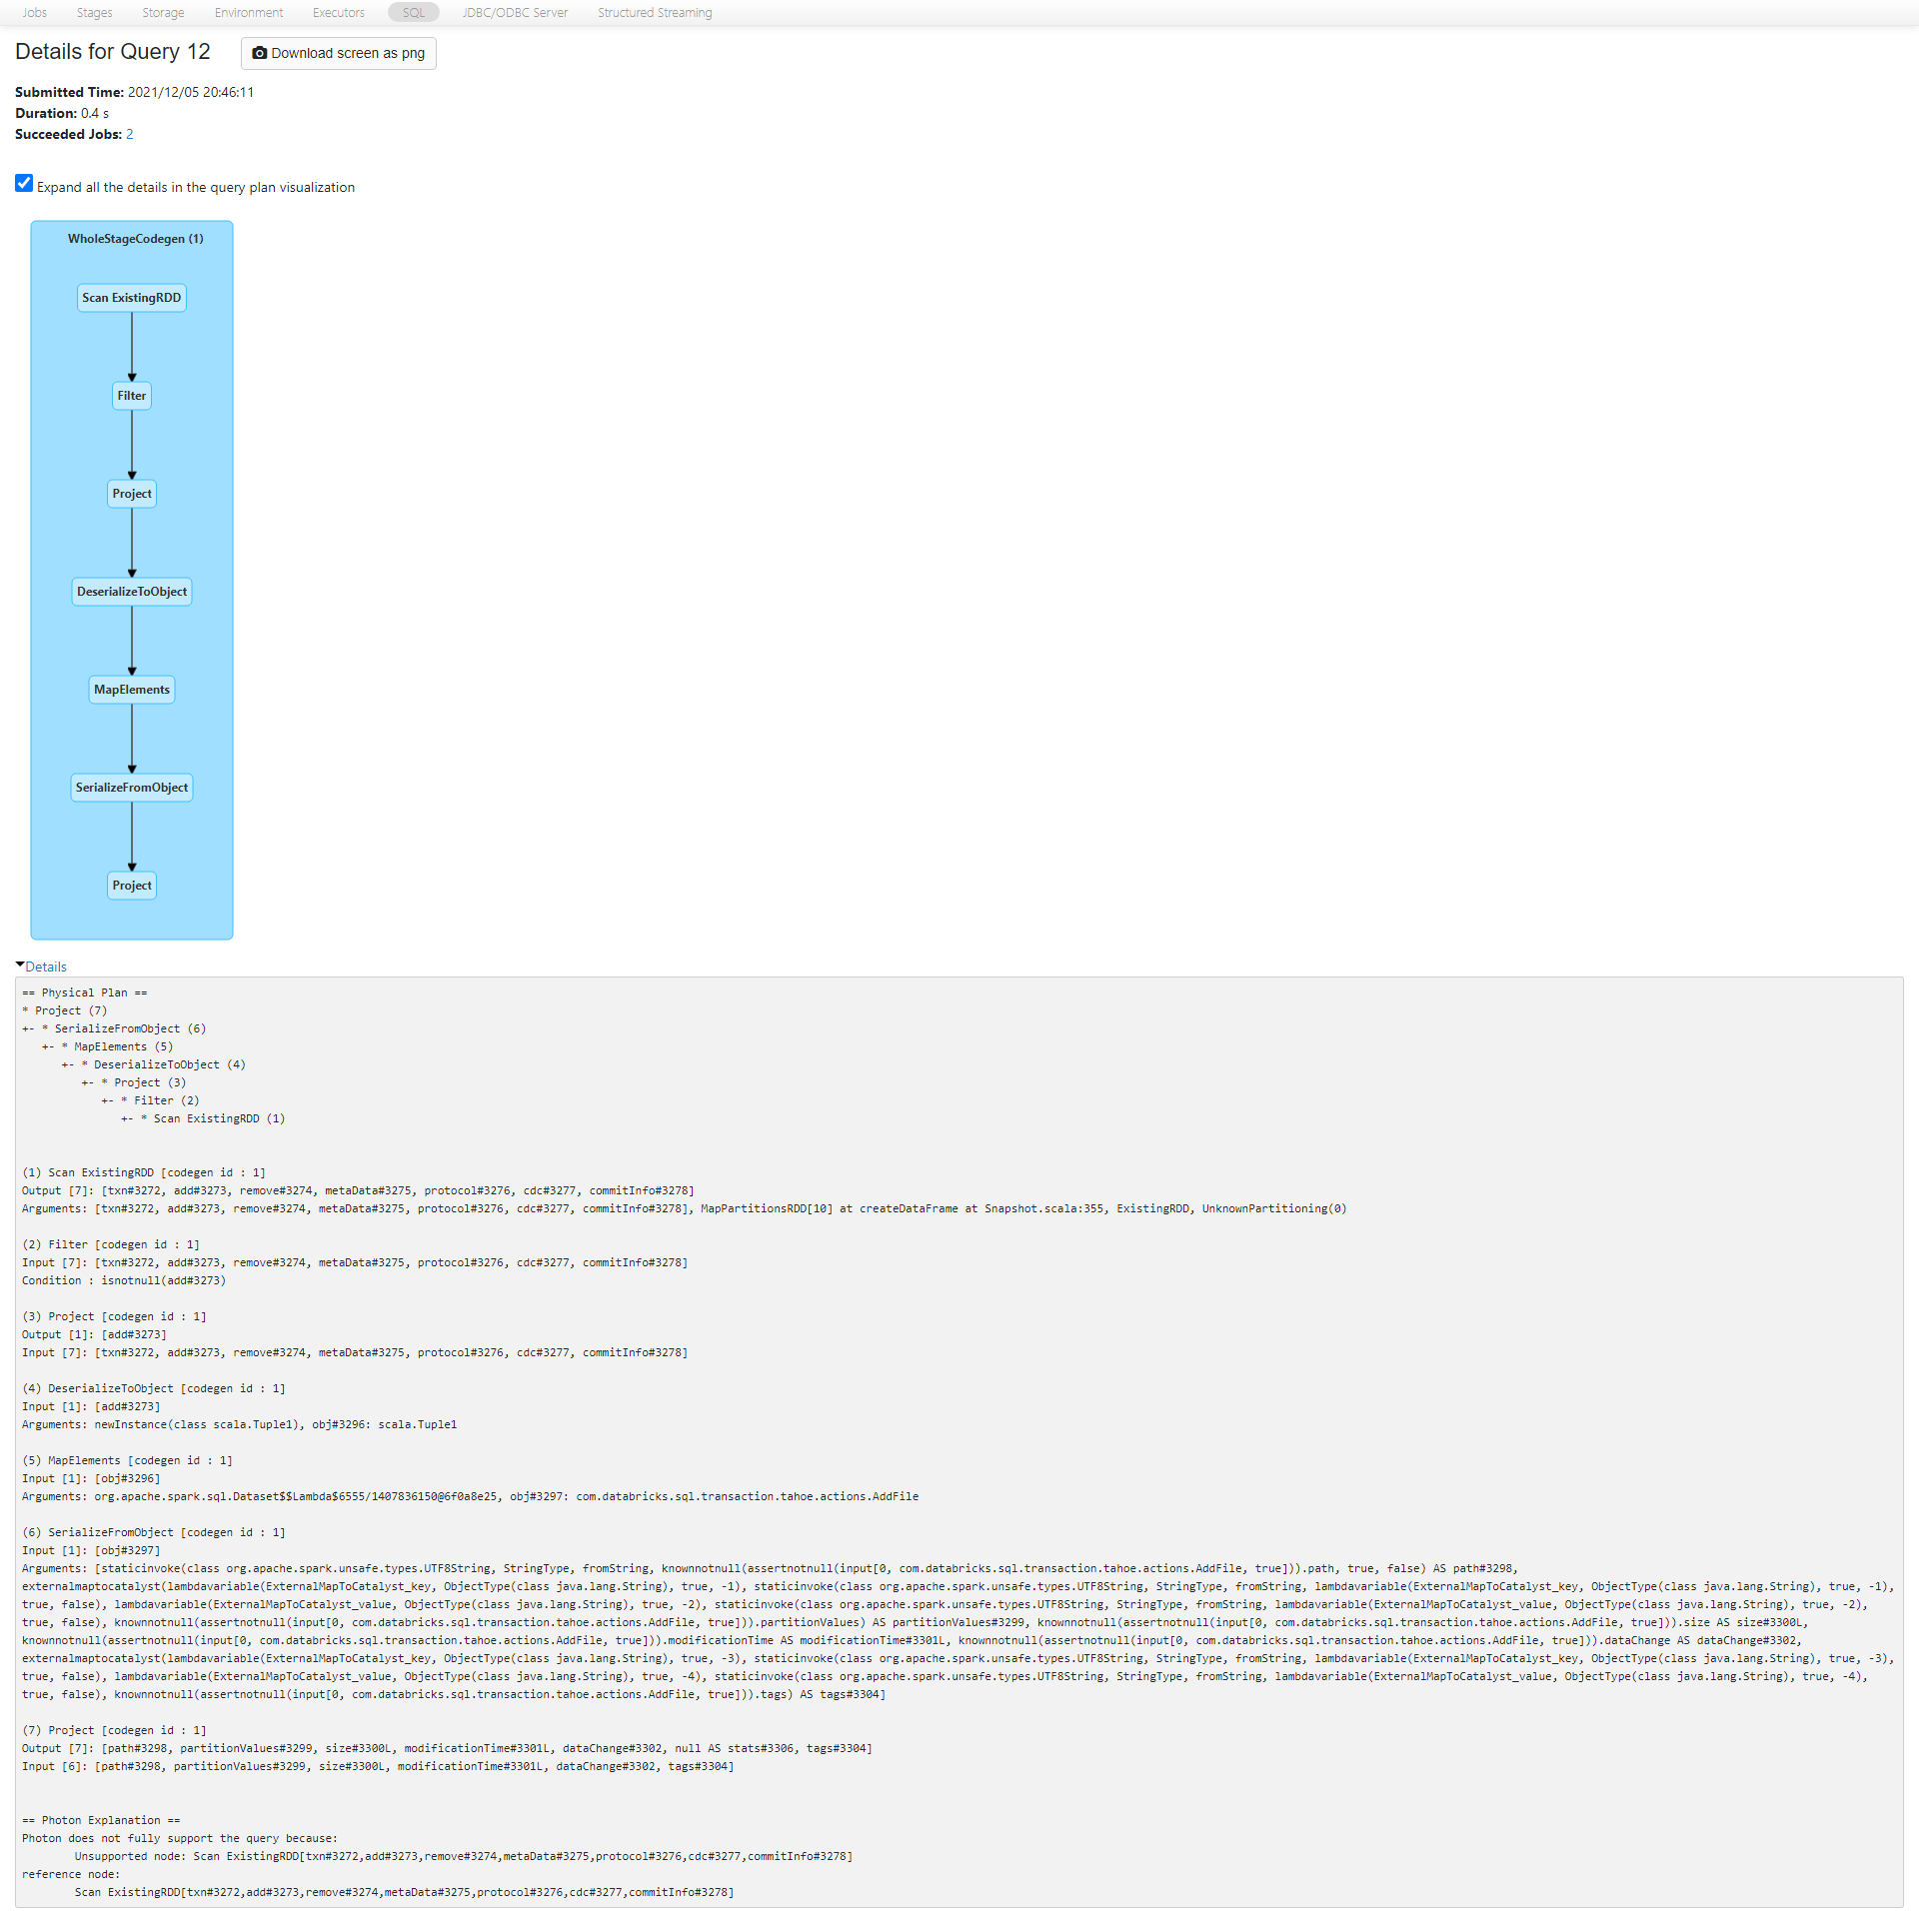 Jobs Stages Storage Environment Executors SQL JDBC/ODBC Server Structured Streaming
Details for Query 12 Download screen as png
Submitted Time: 2021/12/05 20:46:11
Duration: 0.4 s
Succeeded Jobs: 2
Expand all the details in the query plan visualization
WholeStageCodegen (1)
Scan ExistingRDD
Filter
Project
DeserializeToObject
MapElements
SerializeFromObject
Project
Details
== Physical Plan ==
* Project (7)
+- * SerializeFromObject (6)
   +- * MapElements (5)
      +- * DeserializeToObject (4)
         +- * Project (3)
            +- * Filter (2)
               +- * Scan ExistingRDD (1)
(1) Scan ExistingRDD [codegen id : 1]
Output [7]: [txn#3272, add#3273, remove#3274, metaData#3275, protocol#3276, cdc#3277, commitInfo#3278]
Arguments: [txn#3272, add#3273, remove#3274, metaData#3275, protocol#3276, cdc#3277, commitInfo#3278], MapPartitionsRDD[10] at createDataFrame at Snapshot.scala:355, ExistingRDD, UnknownPartitioning(0)
(2) Filter [codegen id : 1]
Input [7]: [txn#3272, add#3273, remove#3274, metaData#3275, protocol#3276, cdc#3277, commitInfo#3278]
Condition : isnotnull(add#3273)
(3) Project [codegen id : 1]
Output [1]: [add#3273]
Input [7]: [txn#3272, add#3273, remove#3274, metaData#3275, protocol#3276, cdc#3277, commitInfo#3278]
(4) DeserializeToObject [codegen id : 1]
Input [1]: [add#3273]
Arguments: newInstance(class scala.Tuple1), obj#3296: scala.Tuple1
(5) MapElements [codegen id : 1]
Input [1]: [obj#3296]
Arguments: org.apache.spark.sql.Dataset$$Lambda$6555/1407836150@6f0a8e25, obj#3297: com.databricks.sql.transaction.tahoe.actions.AddFile
(6) SerializeFromObject [codegen id : 1]
Input [1]: [obj#3297]
Arguments: [staticinvoke(class org.apache.spark.unsafe.types.UTF8String, StringType, fromString, knownnotnull(assertnotnull(input[0, com.databricks.sql.transaction.tahoe.actions.AddFile, true])).path, true, false) AS path#3298,
externalmaptocatalyst(lambdavariable(ExternalMapToCatalyst_key, ObjectType(class java.lang.String), true, -1), staticinvoke(class org.apache.spark.unsafe.types.UTF8String, StringType, fromString, lambdavariable(ExternalMapToCatalyst_key, ObjectType(class java.lang.String), true, -1),
true, false), lambdavariable(ExternalMapToCatalyst_value, ObjectType(class java.lang.String), true, -2), staticinvoke(class org.apache.spark.unsafe.types.UTF8String, StringType, fromString, lambdavariable(ExternalMapToCatalyst_value, ObjectType(class java.lang.String), true, -2),
true, false), knownnotnull(assertnotnull(input[0, com.databricks.sql.transaction.tahoe.actions.AddFile, true])).partitionValues) AS partitionValues#3299, knownnotnull(assertnotnull(input[0, com.databricks.sql.transaction.tahoe.actions.AddFile, true])).size AS size#3300L,
knownnotnull(assertnotnull(input[0, com.databricks.sql.transaction.tahoe.actions.AddFile, true])).modificationTime AS modificationTime#3301L, knownnotnull(assertnotnull(input[0, com.databricks.sql.transaction.tahoe.actions.AddFile, true])).dataChange AS dataChange#3302,
externalmaptocatalyst(lambdavariable(ExternalMapToCatalyst_key, ObjectType(class java.lang.String), true, -3), staticinvoke(class org.apache.spark.unsafe.types.UTF8String, StringType, fromString, lambdavariable(ExternalMapToCatalyst_key, ObjectType(class java.lang.String), true, -3),
true, false), lambdavariable(ExternalMapToCatalyst_value, ObjectType(class java.lang.String), true, -4), staticinvoke(class org.apache.spark.unsafe.types.UTF8String, StringType, fromString, lambdavariable(ExternalMapToCatalyst_value, ObjectType(class java.lang.String), true, -4),
true, false), knownnotnull(assertnotnull(input[0, com.databricks.sql.transaction.tahoe.actions.AddFile, true])).tags) AS tags#3304]
(7) Project [codegen id : 1]
Output [7]: [path#3298, partitionValues#3299, size#3300L, modificationTime#3301L, dataChange#3302, null AS stats#3306, tags#3304]
Input [6]: [path#3298, partitionValues#3299, size#3300L, modificationTime#3301L, dataChange#3302, tags#3304]
== Photon Explanation ==
Photon does not fully support the query because:
        Unsupported node: Scan ExistingRDD[txn#3272,add#3273,remove#3274,metaData#3275,protocol#3276,cdc#3277,commitInfo#3278]
reference node:
        Scan ExistingRDD[txn#3272,add#3273,remove#3274,metaData#3275,protocol#3276,cdc#3277,commitInfo#3278]